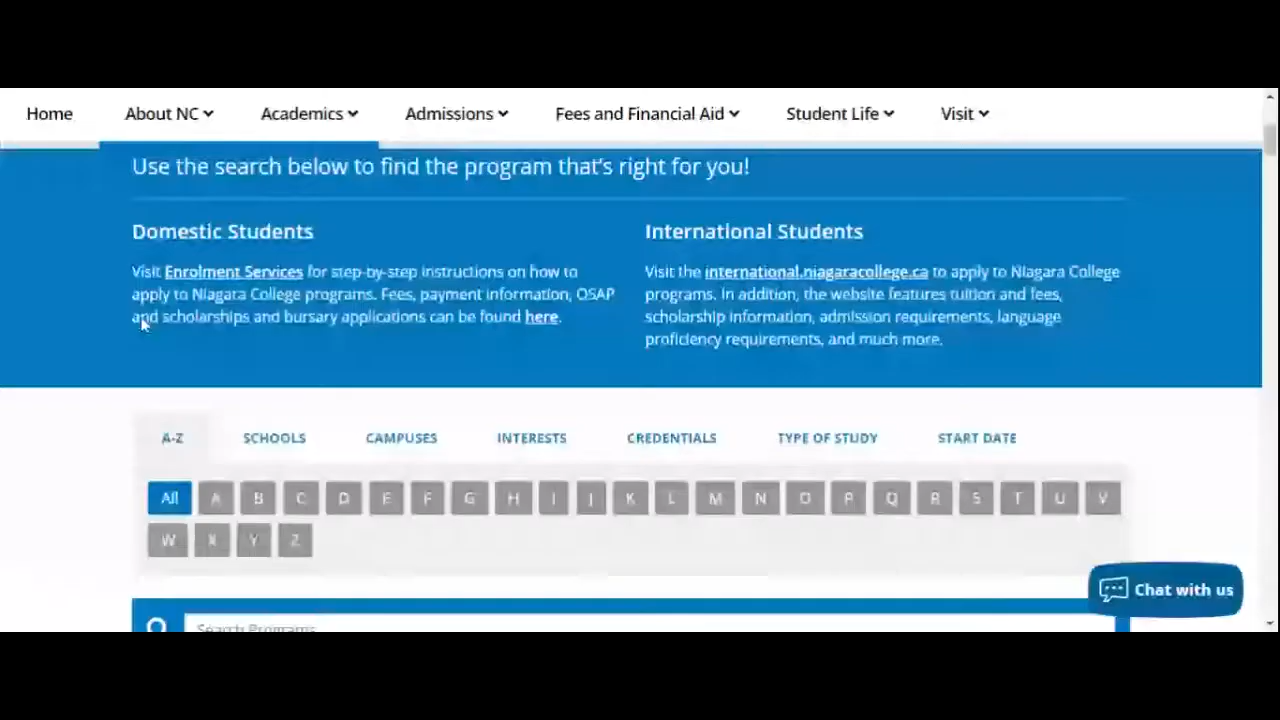 Home About NC Academics Admissions Fees and Financial Aid Student Life Visit
Use the search below to find the program that's right for you!
Domestic Students
Visit Enrolment Services for step-by-step instructions on how to
apply to Niagara College programs. Fees, payment information, OSAP
and scholarships and bursary applications can be found here.
International Students
Visit the international.niagaracollege.ca to apply to Niagara College
programs. In addition, the website features tuition and fees,
scholarship information, admission requirements, language
proficiency requirements, and much more.
A-Z SCHOOLS CAMPUSES INTERESTS CREDENTIALS TYPE OF STUDY START DATE
All A B C D E F G H I J K L M N O P Q R S T U V
W X Y Z
Chat with us
Search Programs